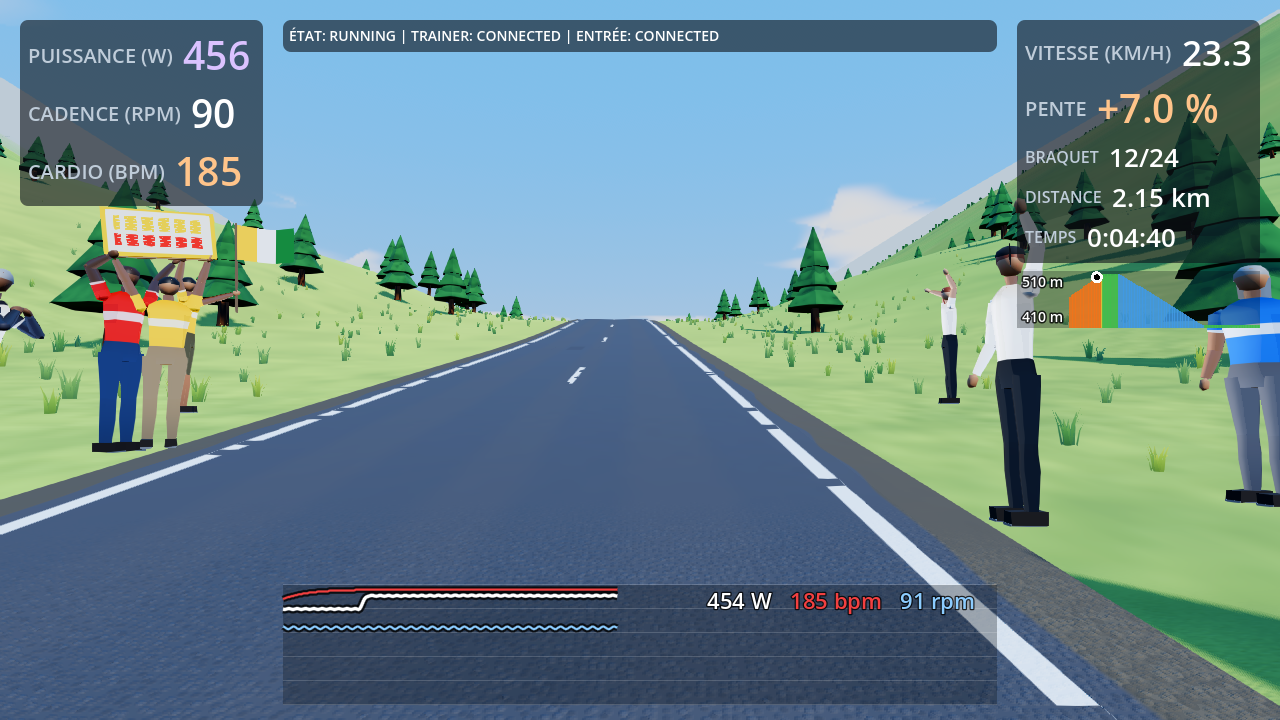 PUISSANCE (W) 456
CADENCE (RPM) 90
CARDIO (BPM) 185
ÉTAT: RUNNING | TRAINER: CONNECTED | ENTRÉE: CONNECTED
VITESSE (KM/H) 23.3
PENTE +7.0 %
BRAQUET 12/24
DISTANCE 2.15 km
TEMPS 0:04:40
510 m
410 m
454 W 185 bpm 91 rpm